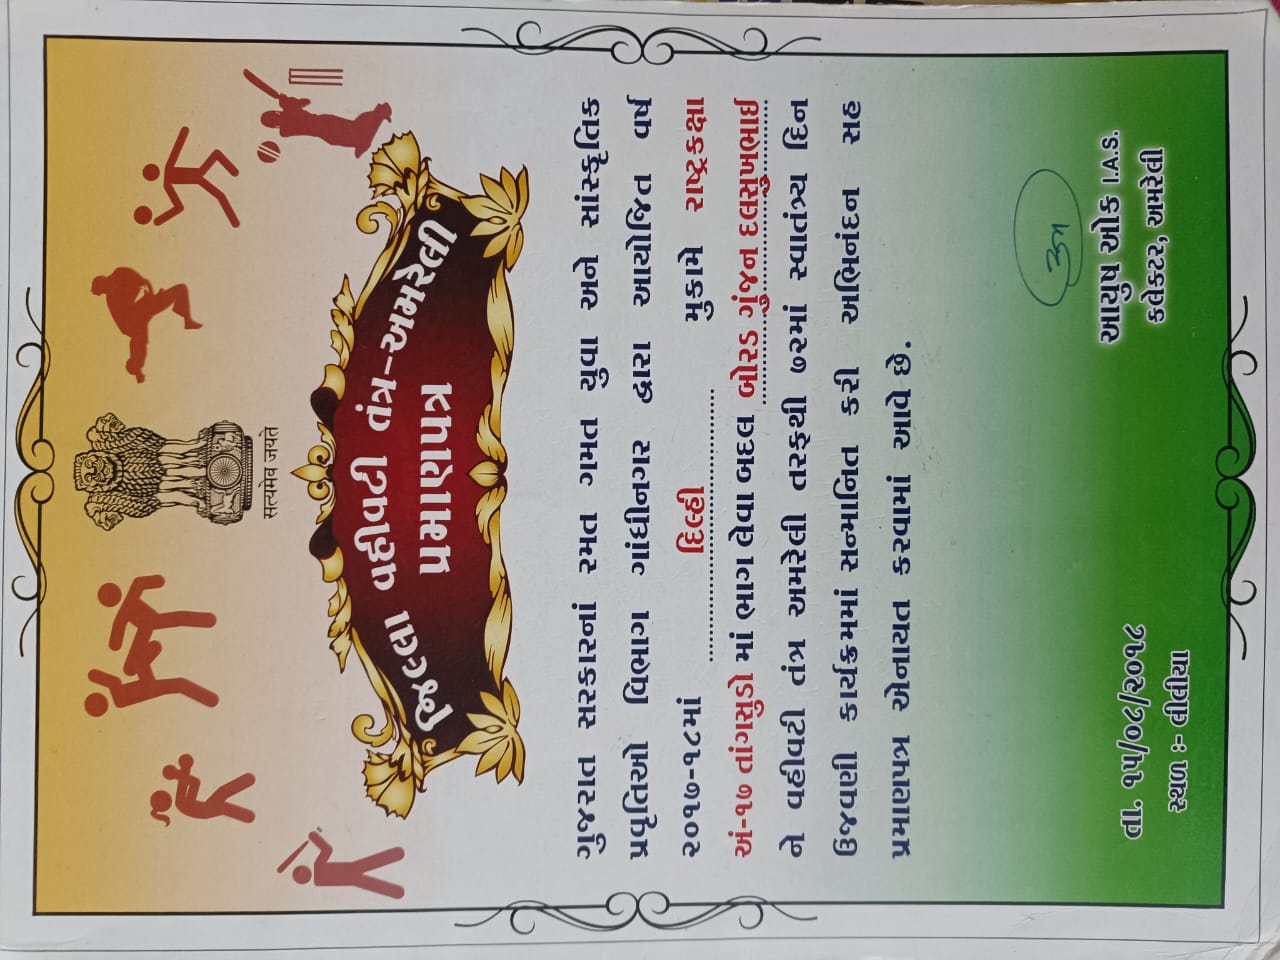 सत्यमेव जयते
જિલ્લા વહીવટી તંત્ર-અમરેલી
પ્રમાણપત્ર
ગુજરાત સરકારનાં રમત ગમત યુવા અને સાંસ્કૃતિક
પ્રવૃતિઓ વિભાગ ગાંધીનગર દ્વારા આયોજિત વર્ષ
૨૦૧૭-૧૮માં દિલ્હી મુકામે રાષ્ટ્રકક્ષા
અં-૧૭ તાંગસુડો માં ભાગ લેવા બદલ બોરડ ગુંજન દલસુખભાઈ
ને વહીવટી તંત્ર અમરેલી તરફથી ૭૨માં સ્વાતંત્ર્ય દિન
ઉજવણી કાર્યક્રમમાં સન્માનિત કરી અભિનંદન સહ
પ્રમાણપત્ર એનાયત કરવામાં આવે છે.
આયુષ ઓક I.A.S.
કલેક્ટર, અમરેલી
તા. ૧૫/૦૮/૨૦૧૮
સ્થળ :- લીલીયા